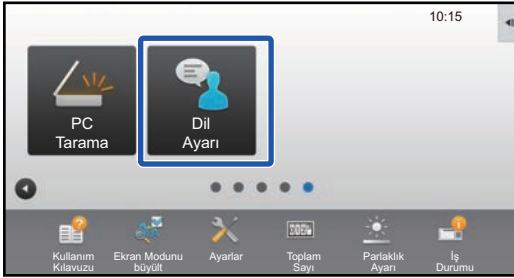 10:15
PC
Tarama
Dil
Ayarı
Kullanım
Kılavuzu
Ekran Modunu
büyült
Ayarlar
Toplam
Sayı
Parlaklık
Ayarı
İş
Durumu